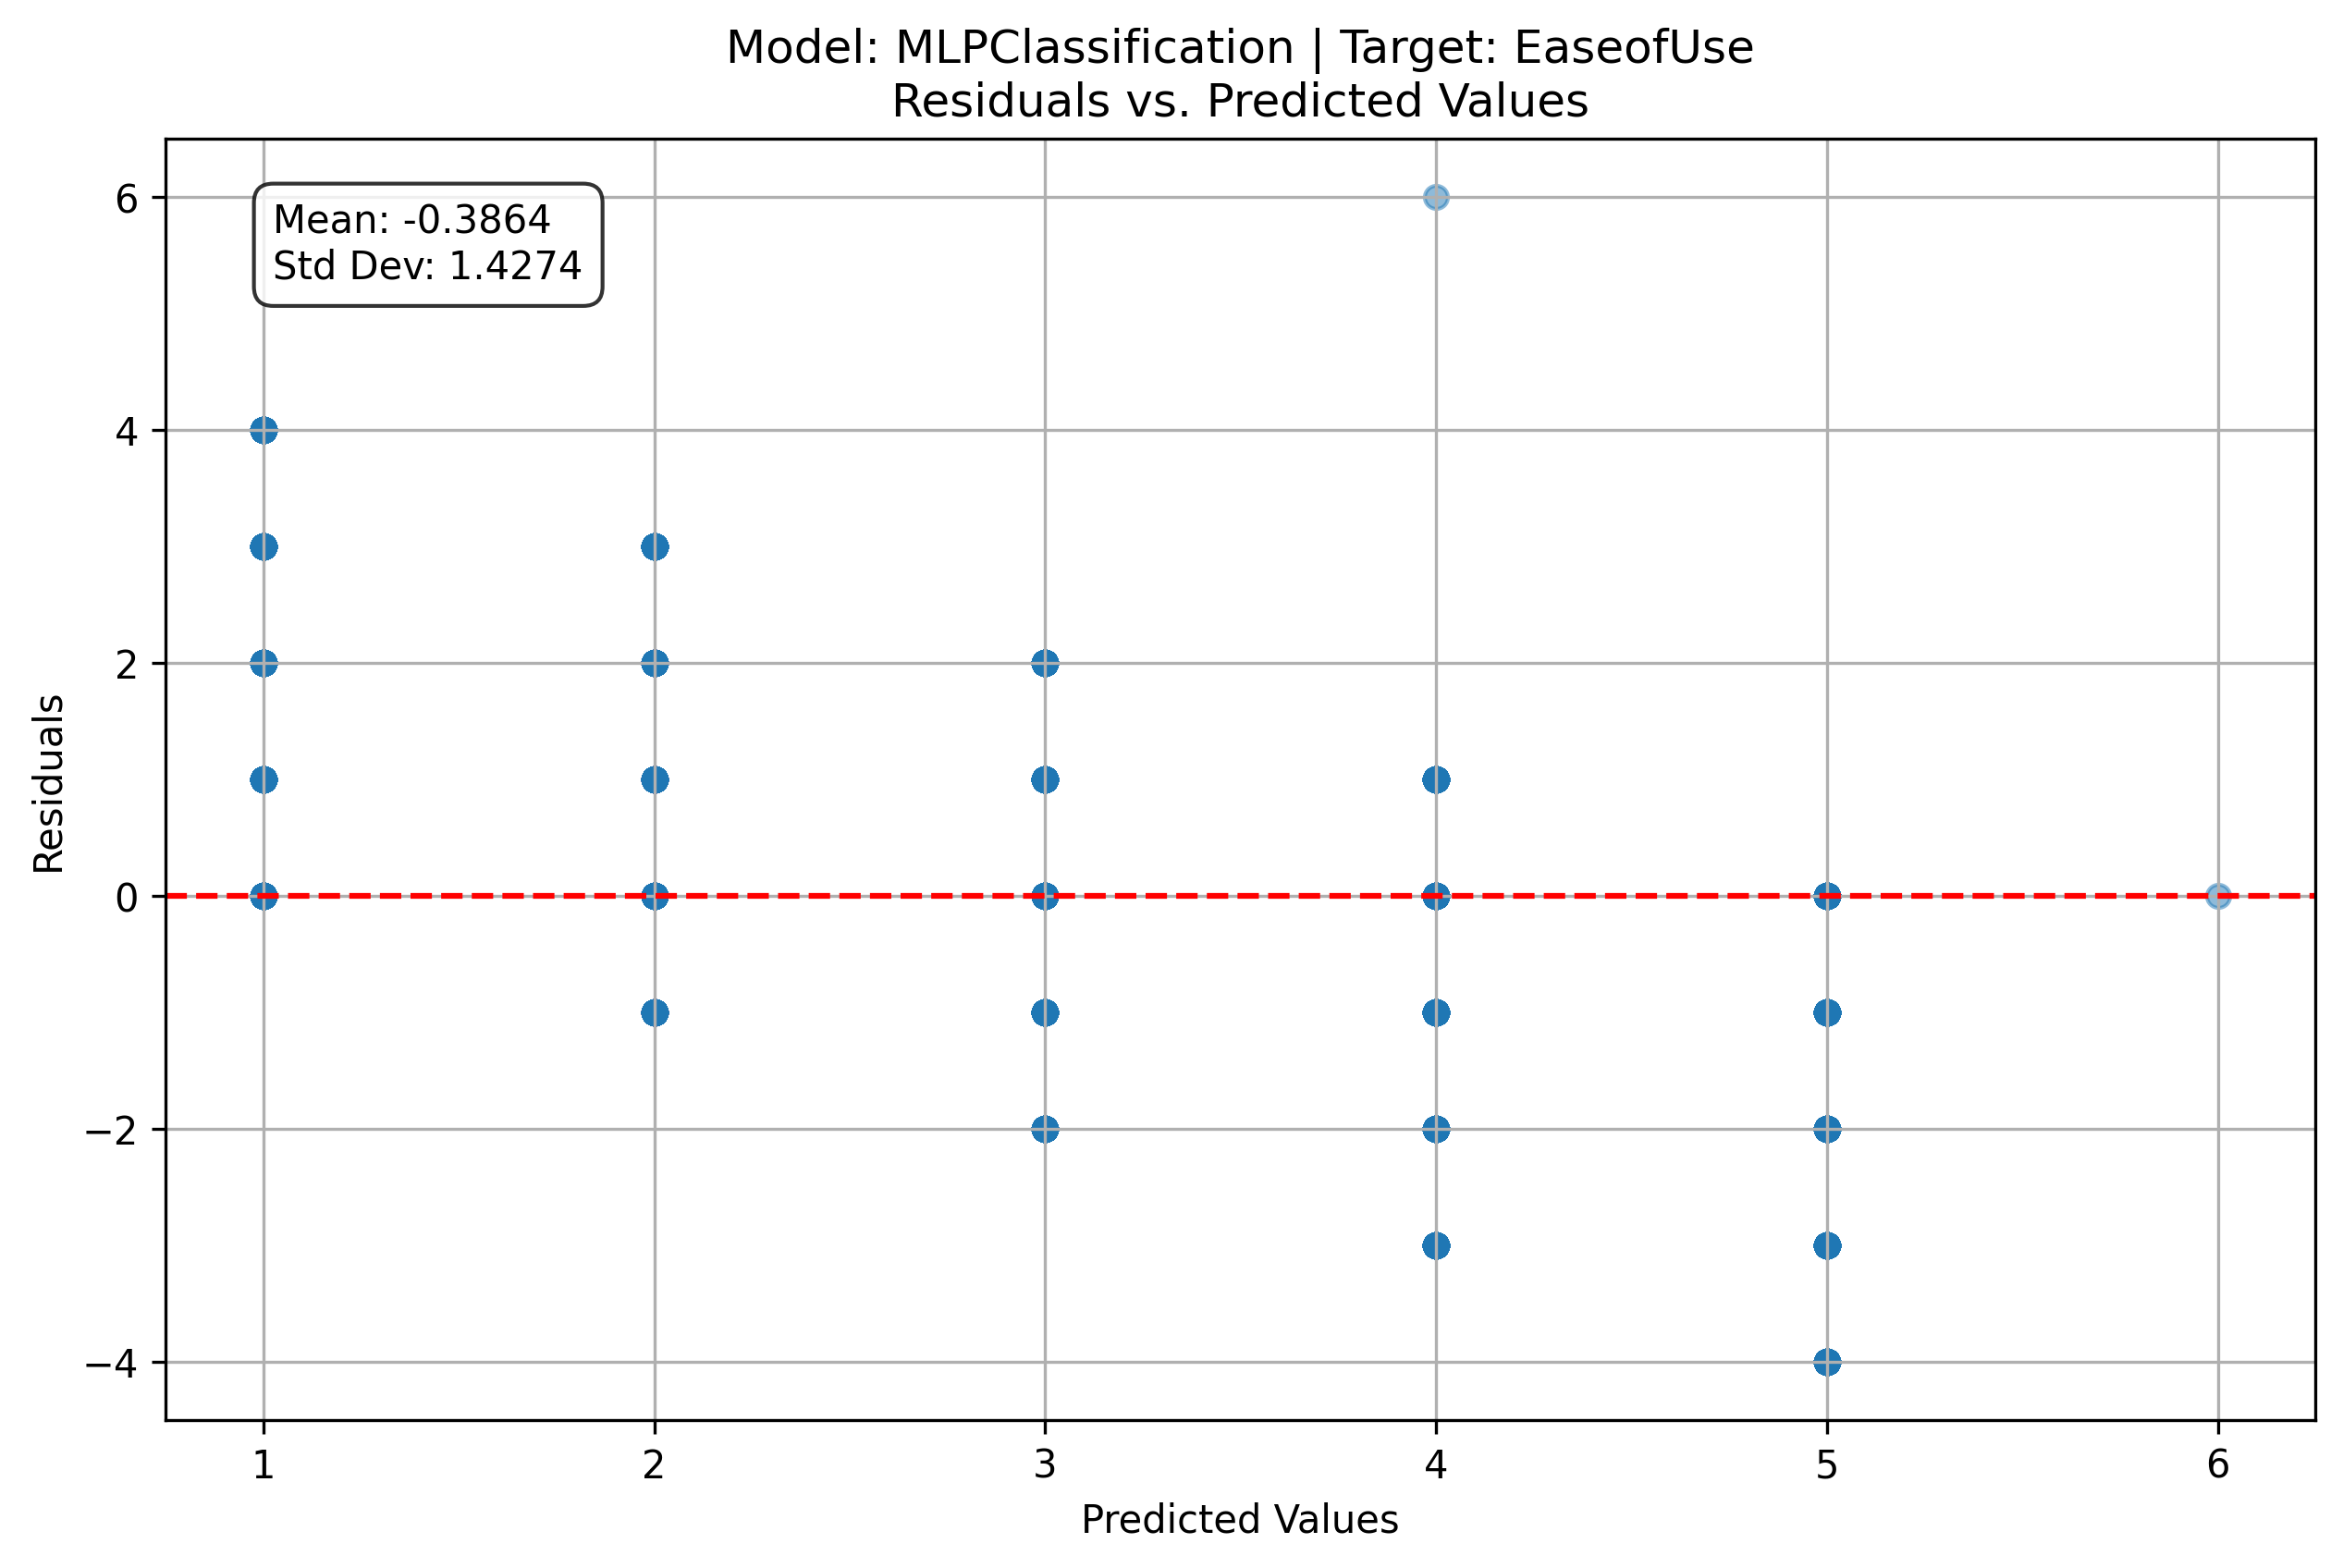 Model: MLPClassification | Target: EaseofUse
Residuals vs. Predicted Values
Mean: -0.3864
Std Dev: 1.4274
Residuals
6
4
2
0
−2
−4
1 2 3 4 5 6
Predicted Values